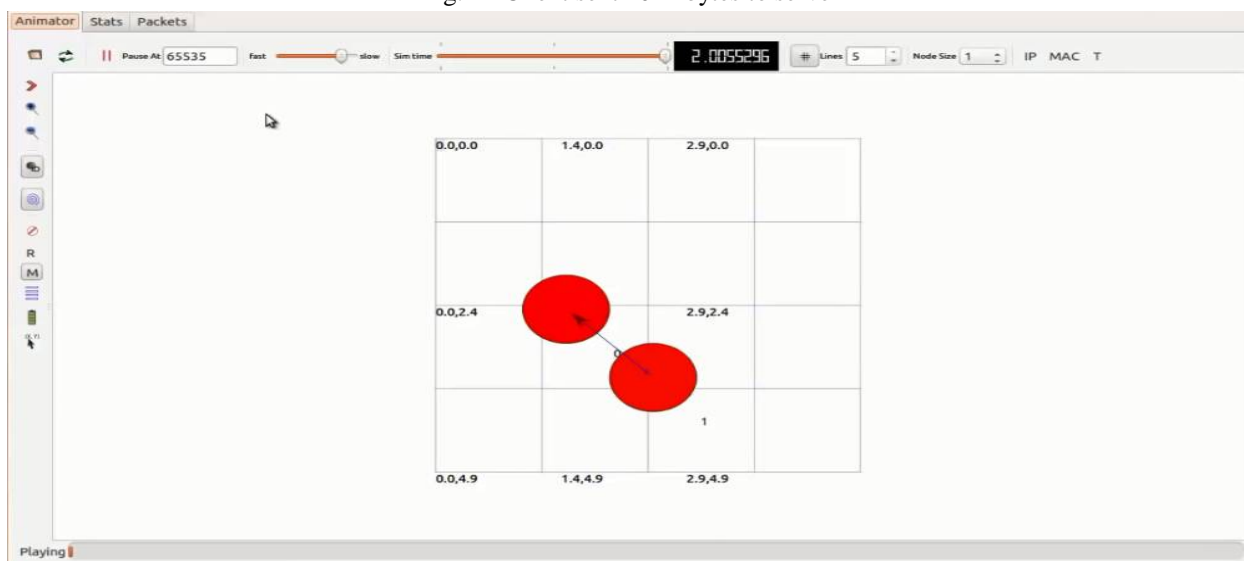 Animator Stats Packets
Pause At 65535 fast slow Sim time 2.0055296 # Lines 5 Node Size 1 IP MAC T
R
M
0.0,0.0 1.4,0.0 2.9,0.0
0.0,2.4 2.9,2.4
0
1
0.0,4.9 1.4,4.9 2.9,4.9
Playing